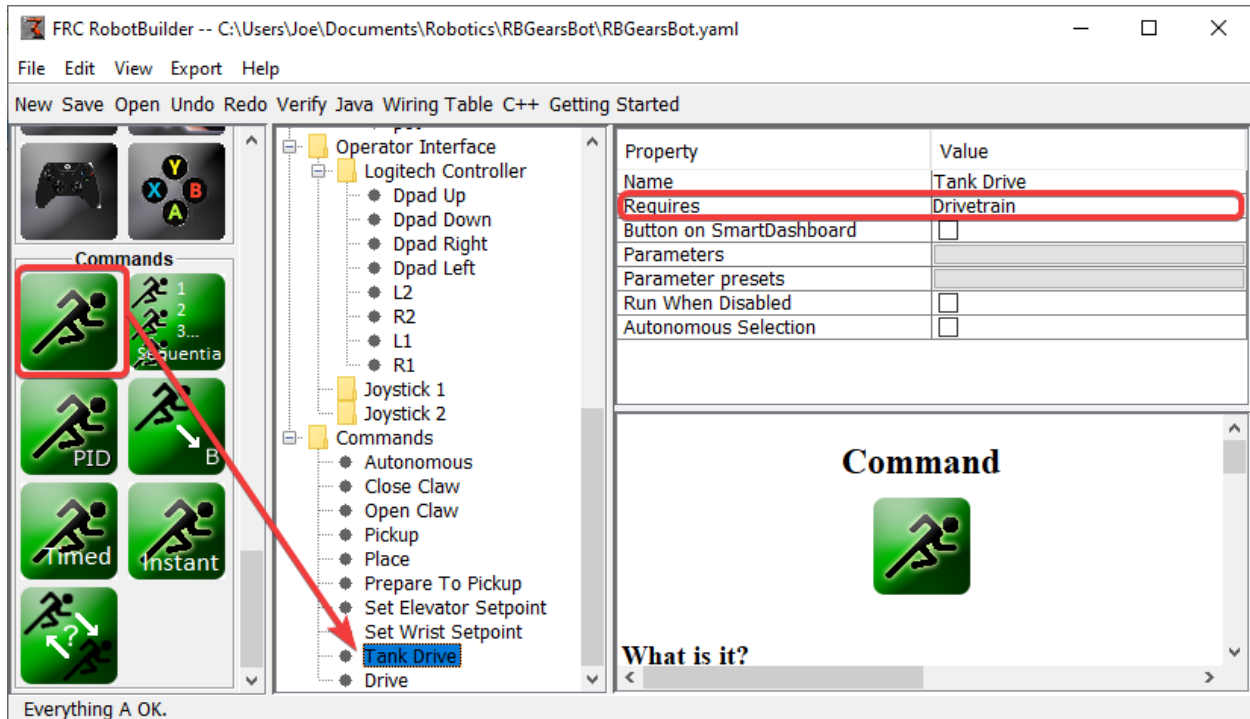 FRC RobotBuilder -- C:\Users\Joe\Documents\Robotics\RBGearsBot\RBGearsBot.yaml
File Edit View Export Help
New Save Open Undo Redo Verify Java Wiring Table C++ Getting Started
Y
X B
A
Commands
1
2
3...
Sequentia
PID
B
Timed
Instant
?
Operator Interface
Logitech Controller
Dpad Up
Dpad Down
Dpad Right
Dpad Left
L2
R2
L1
R1
Joystick 1
Joystick 2
Commands
Autonomous
Close Claw
Open Claw
Pickup
Place
Prepare To Pickup
Set Elevator Setpoint
Set Wrist Setpoint
Tank Drive
Drive
Property Value
Name Tank Drive
Requires Drivetrain
Button on SmartDashboard
Parameters
Parameter presets
Run When Disabled
Autonomous Selection
Command
What is it?
Everything A OK.